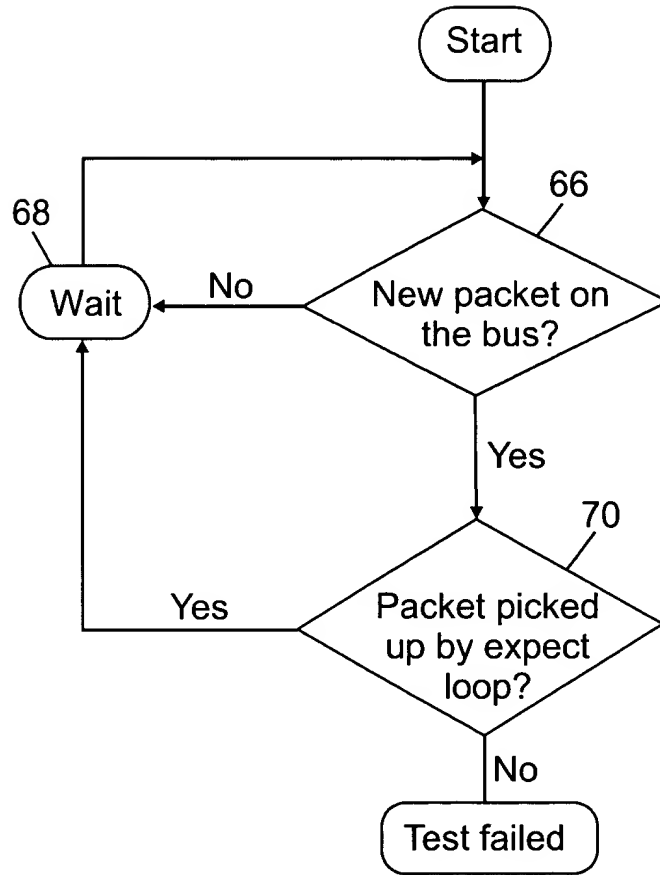 Start
66
68
Wait
No
New packet on
the bus?
Yes
70
Yes
Packet picked
up by expect
loop?
No
Test failed